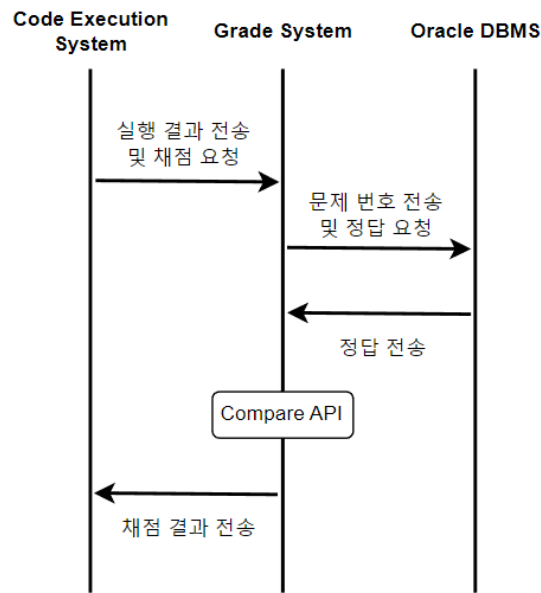 Code Execution
System
Grade System
Oracle DBMS
실행 결과 전송
및 채점 요청
문제 번호 전송
및 정답 요청
정답 전송
Compare API
채점 결과 전송